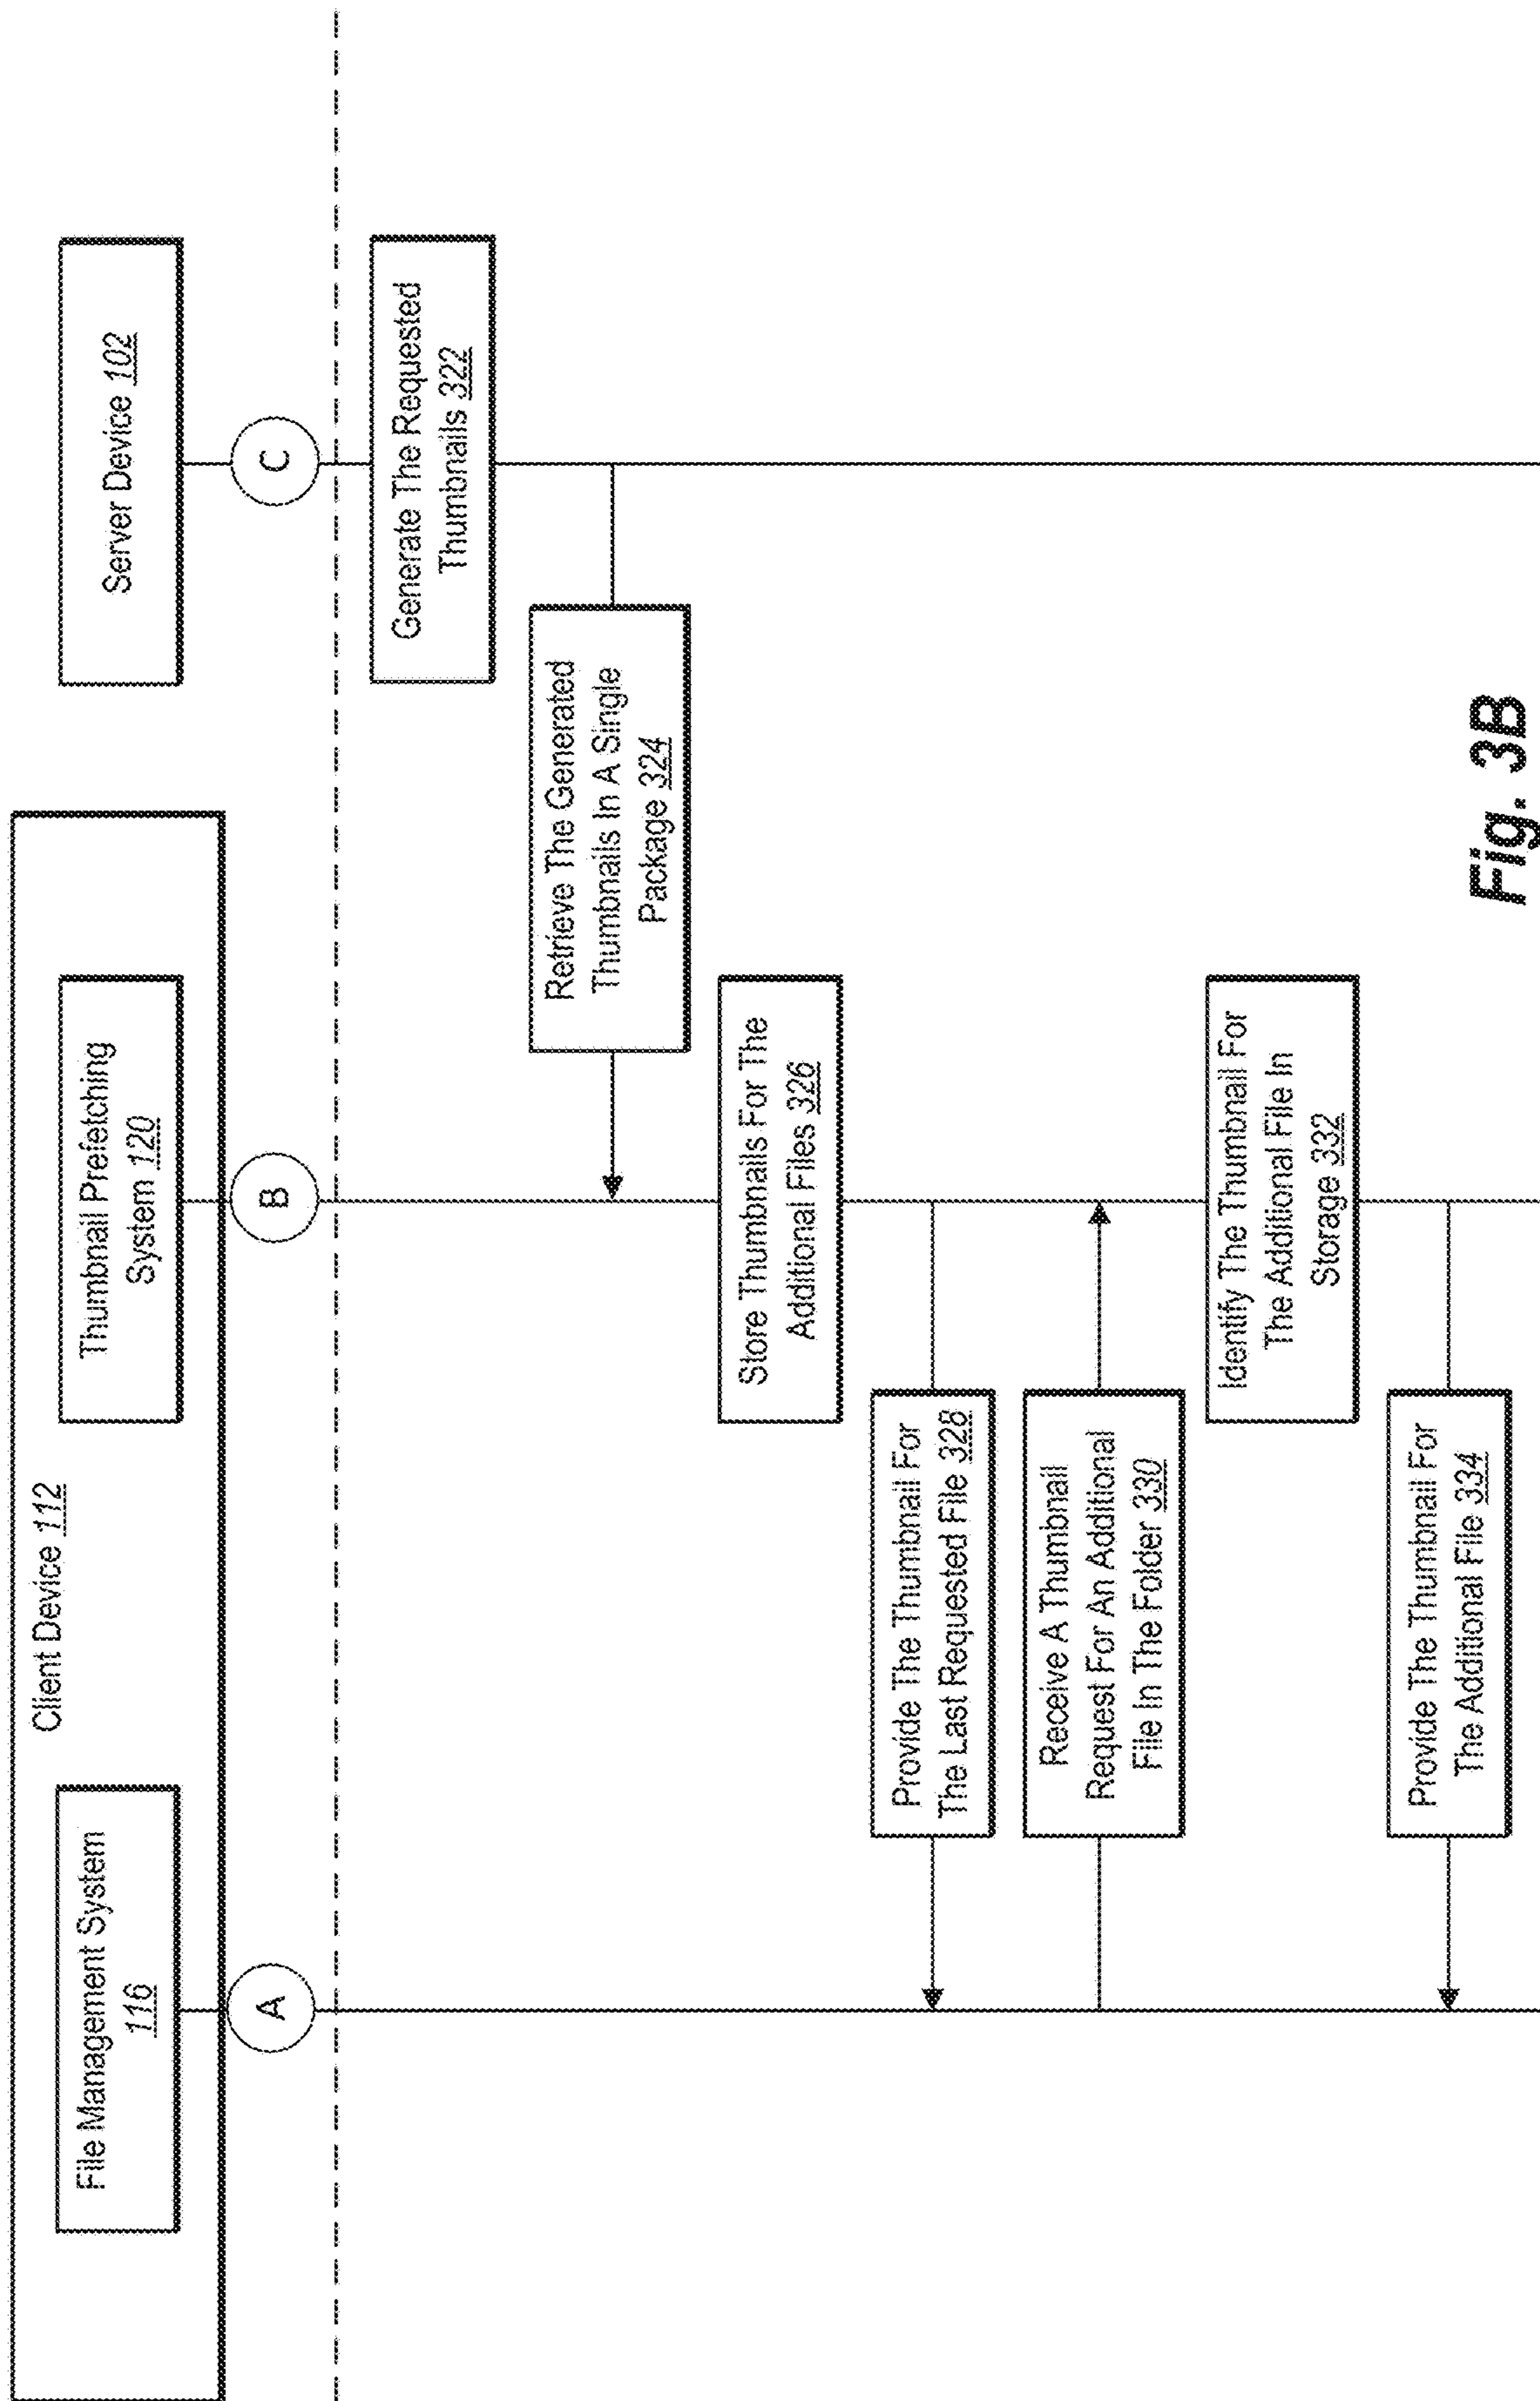 Client Device 112
File Management System
116
Thumbnail Prefetching
System 120
Server Device 102
A
B
C
Generate The Requested
Thumbnails 322
Retrieve The Generated
Thumbnails In A Single
Package 324
Store Thumbnails For The
Additional Files 326
Provide The Thumbnail For
The Last Requested File 328
Receive A Thumbnail
Request For An Additional
File In The Folder 330
Identify The Thumbnail For
The Additional File In
Storage 332
Provide The Thumbnail For
The Additional File 334
Fig. 3B